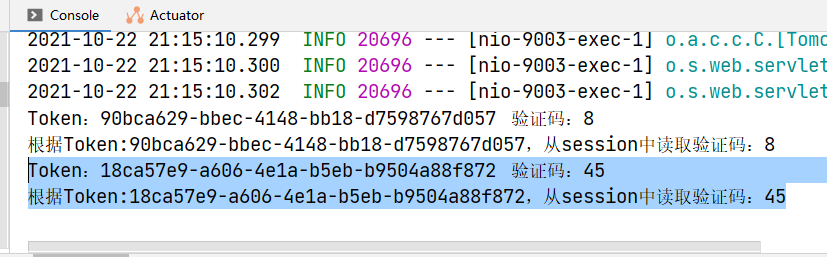 Console Actuator
2021-10-22 21:15:10.299 INFO 20696 --- [nio-9003-exec-1] o.a.c.c.C.[Tomc
2021-10-22 21:15:10.300 INFO 20696 --- [nio-9003-exec-1] o.s.web.servlet
2021-10-22 21:15:10.302 INFO 20696 --- [nio-9003-exec-1] o.s.web.servlet
Token：90bca629-bbec-4148-bb18-d7598767d057 验证码：8
根据Token:90bca629-bbec-4148-bb18-d7598767d057，从session中读取验证码：8
Token：18ca57e9-a606-4e1a-b5eb-b9504a88f872 验证码：45
根据Token:18ca57e9-a606-4e1a-b5eb-b9504a88f872，从session中读取验证码：45